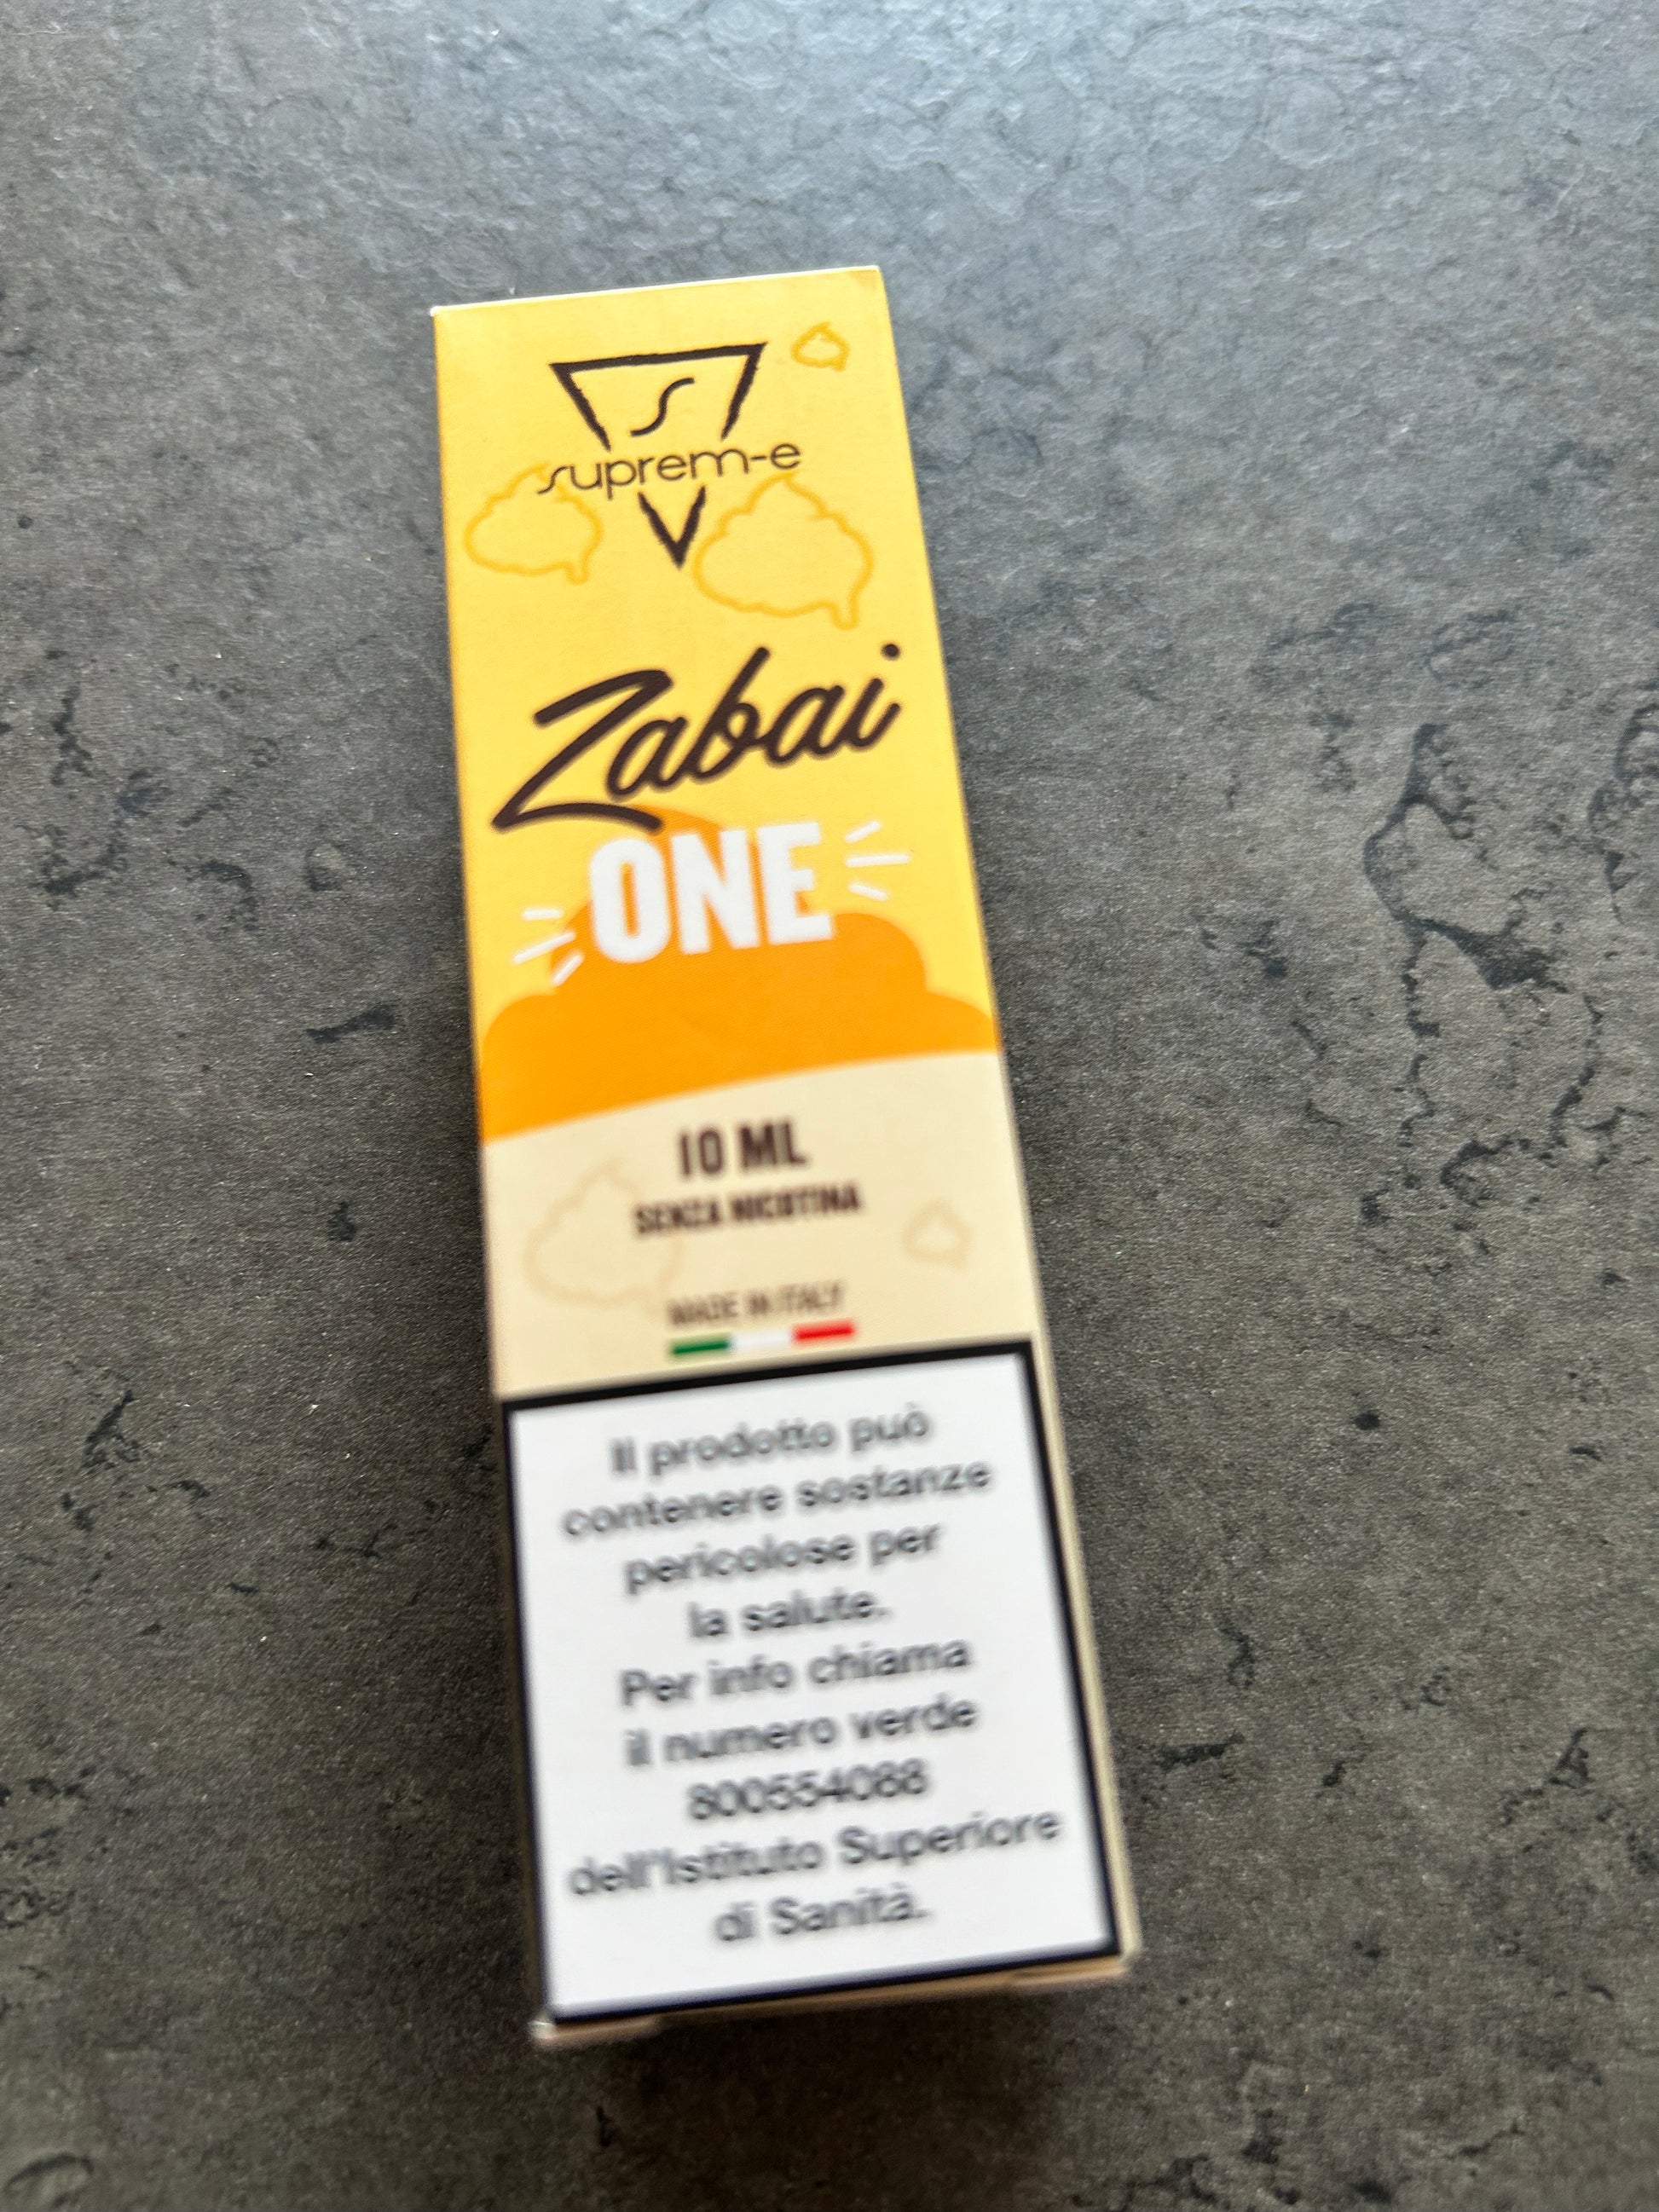 S
suprem-e
Zabai
ONE
10 ML
SENZA NICOTINA
MADE IN ITALY
Il prodotto può
contenere sostanze
pericolose per
la salute.
Per info chiama
il numero verde
800554088
dell'Istituto Superiore
di Sanità.